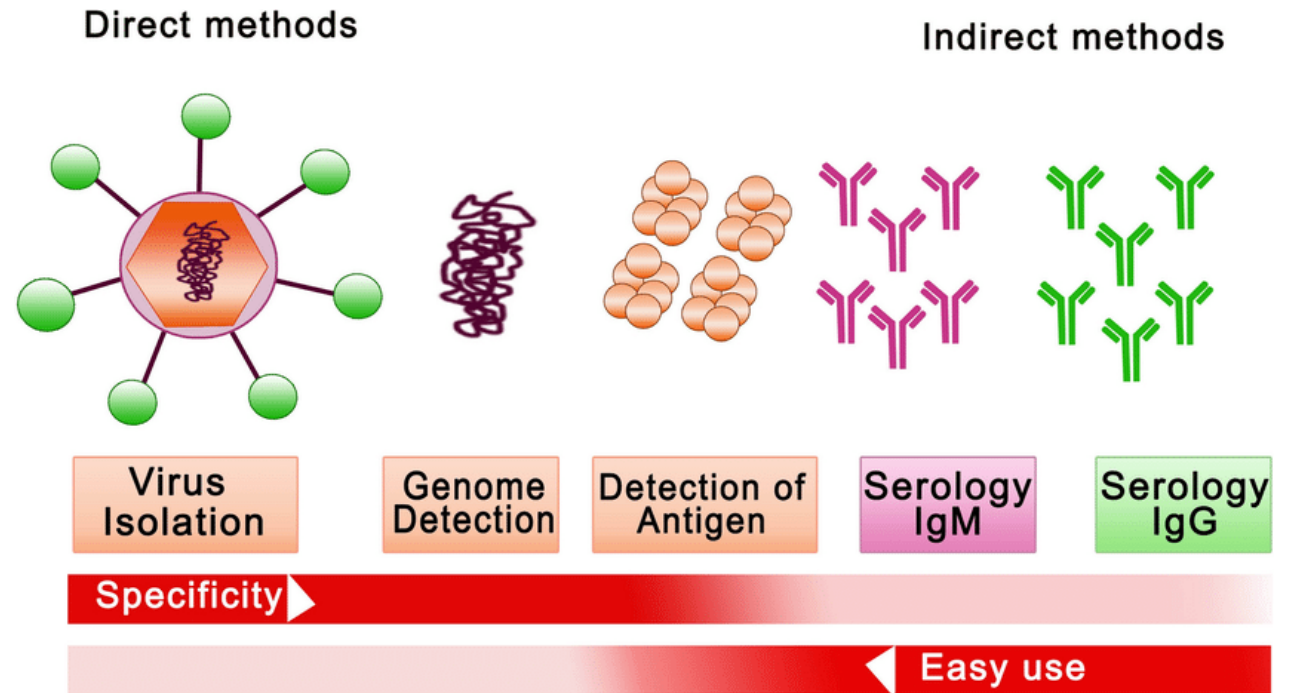 Direct methods
Indirect methods
Virus
Isolation
Genome
Detection
Detection of
Antigen
Serology
IgM
Serology
IgG
Specificity
Easy use